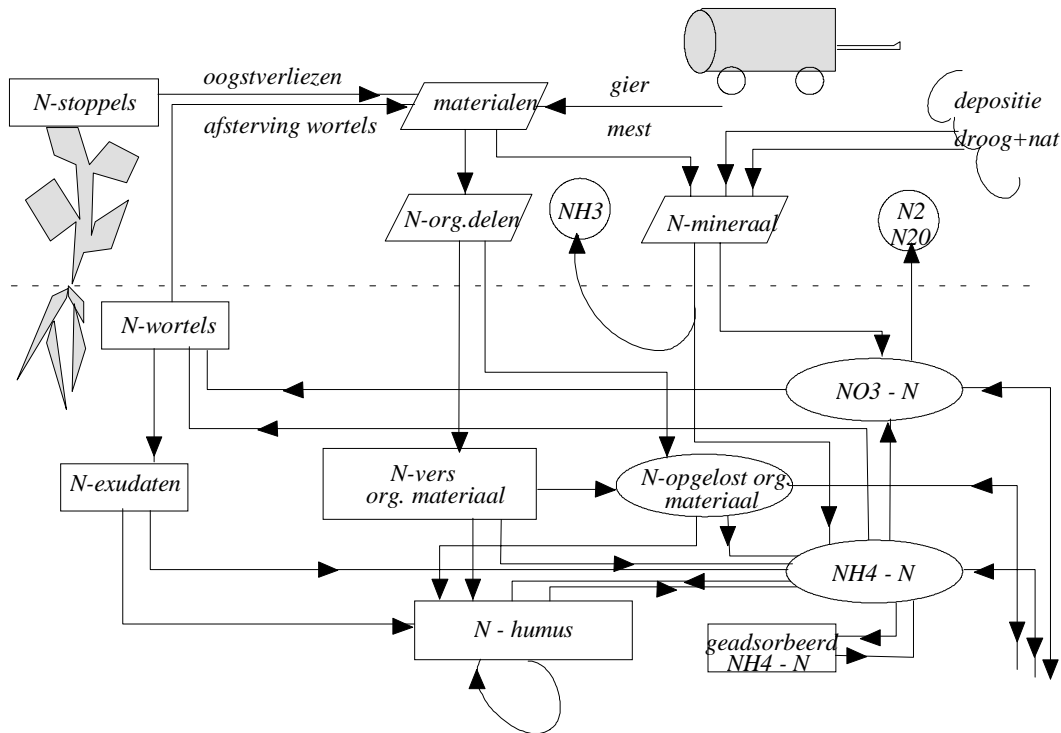 oogstverliezen
N-stoppels
materialen
gier
depositie
afsterving wortels
mest
droog+nat
N-org.delen
NH3
N-mineraal
N2
N20
N-wortels
NO3 - N
N-exudaten
N-vers
org. materiaal
N-opgelost org.
materiaal
NH4 - N
N - humus
geadsorbeerd
NH4 - N